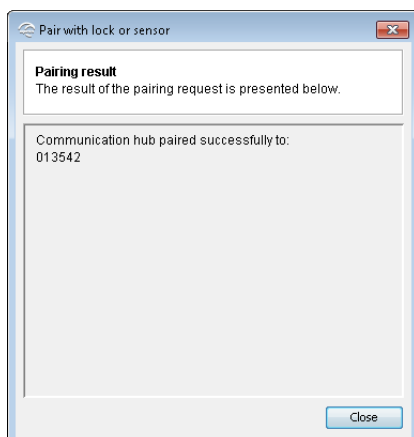 Pair with lock or sensor
Pairing result
The result of the pairing request is presented below.
Communication hub paired successfully to:
013542
Close